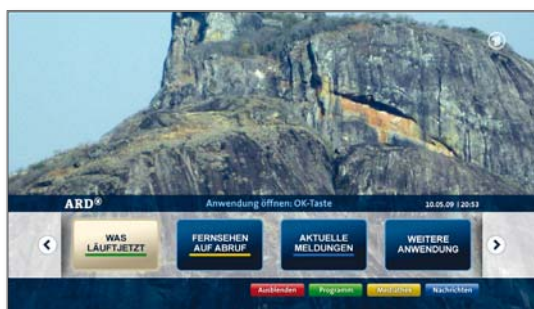 ARD®
Anwendung öffnen: OK-Taste
10.05.09 | 20:53
WAS
LÄUFTJETZT
FERNSEHEN
AUF ABRUF
AKTUELLE
MELDUNGEN
WEITERE
ANWENDUNG
Ausblenden
Programm
Mediathek
Nachrichten